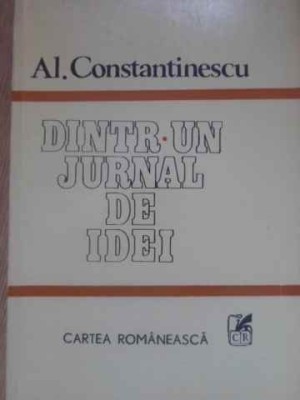 Al. Constantinescu
DINTR-UN
JURNAL
DE
IDEI
CARTEA ROMÂNEASCĂ
CR